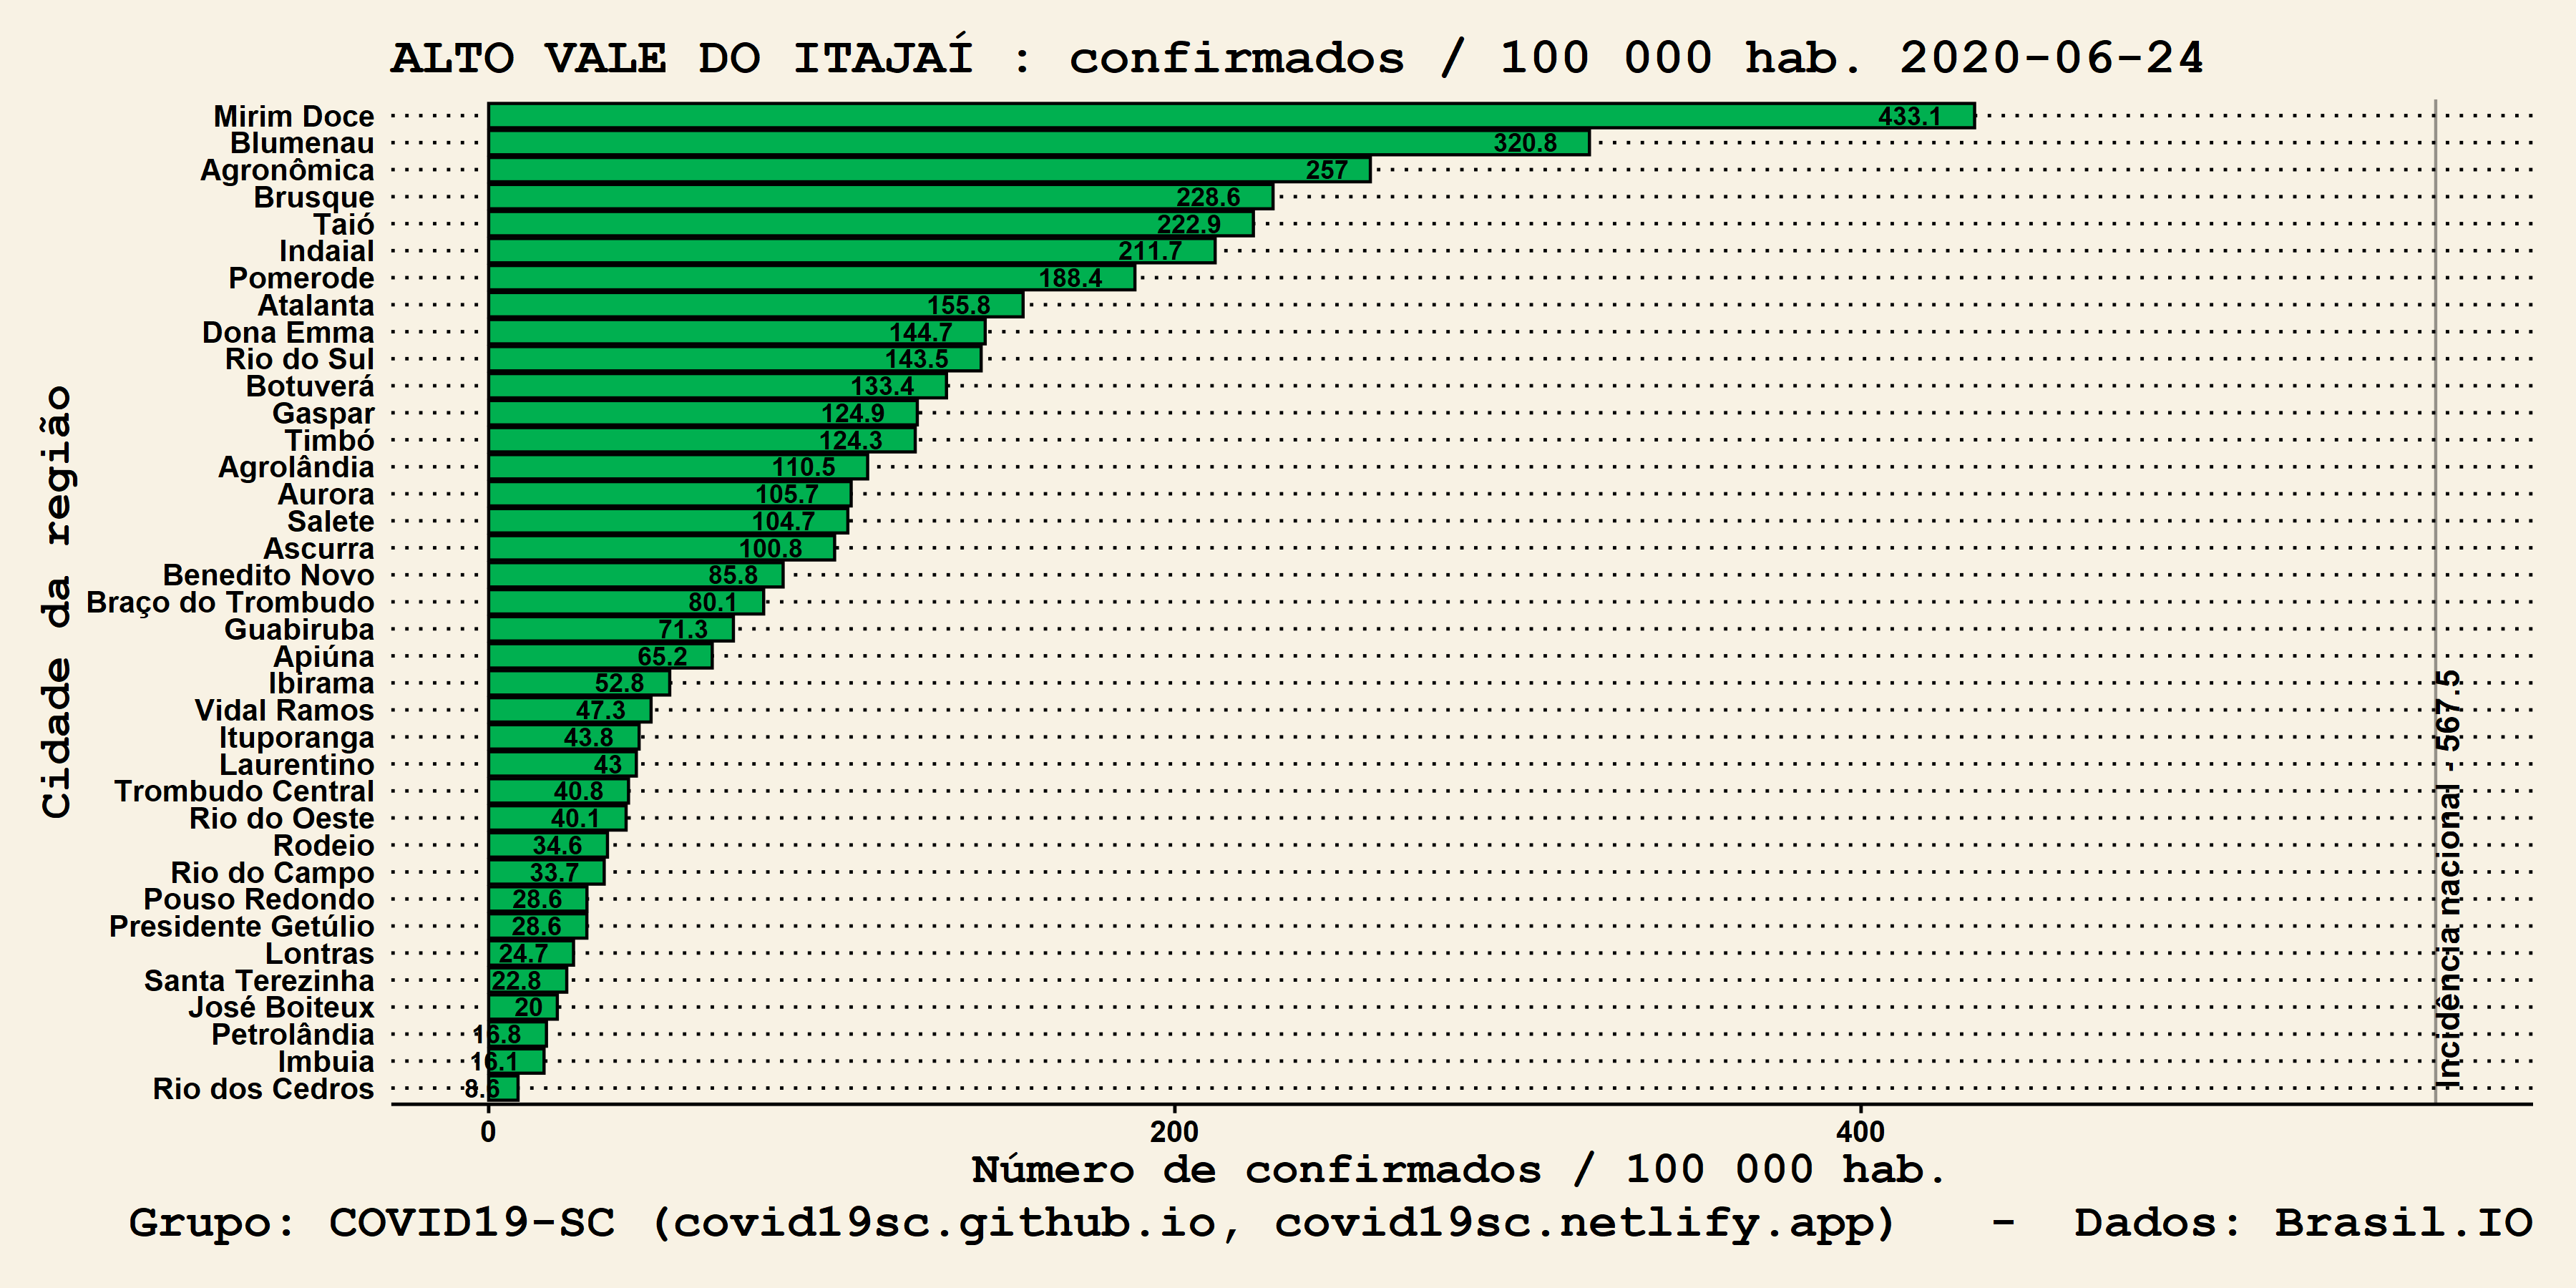 ALTO VALE DO ITAJAÍ : confirmados / 100 000 hab. 2020-06-24
Cidade da região
Mirim Doce 433.1
Blumenau 320.8
Agronômica 257
Brusque 228.6
Taió 222.9
Indaial 211.7
Pomerode 188.4
Atalanta 155.8
Dona Emma 144.7
Rio do Sul 143.5
Botuverá 133.4
Gaspar 124.9
Timbó 124.3
Agrolândia 110.5
Aurora 105.7
Salete 104.7
Ascurra 100.8
Benedito Novo 85.8
Braço do Trombudo 80.1
Guabiruba 71.3
Apiúna 65.2
Ibirama 52.8
Vidal Ramos 47.3
Ituporanga 43.8
Laurentino 43
Trombudo Central 40.8
Rio do Oeste 40.1
Rodeio 34.6
Rio do Campo 33.7
Pouso Redondo 28.6
Presidente Getúlio 28.6
Lontras 24.7
Santa Terezinha 22.8
José Boiteux 20
Petrolândia 16.8
Imbuia 16.1
Rio dos Cedros 8.6
Incidência nacional - 567.5
0 200 400
Número de confirmados / 100 000 hab.
Grupo: COVID19-SC (covid19sc.github.io, covid19sc.netlify.app) - Dados: Brasil.IO